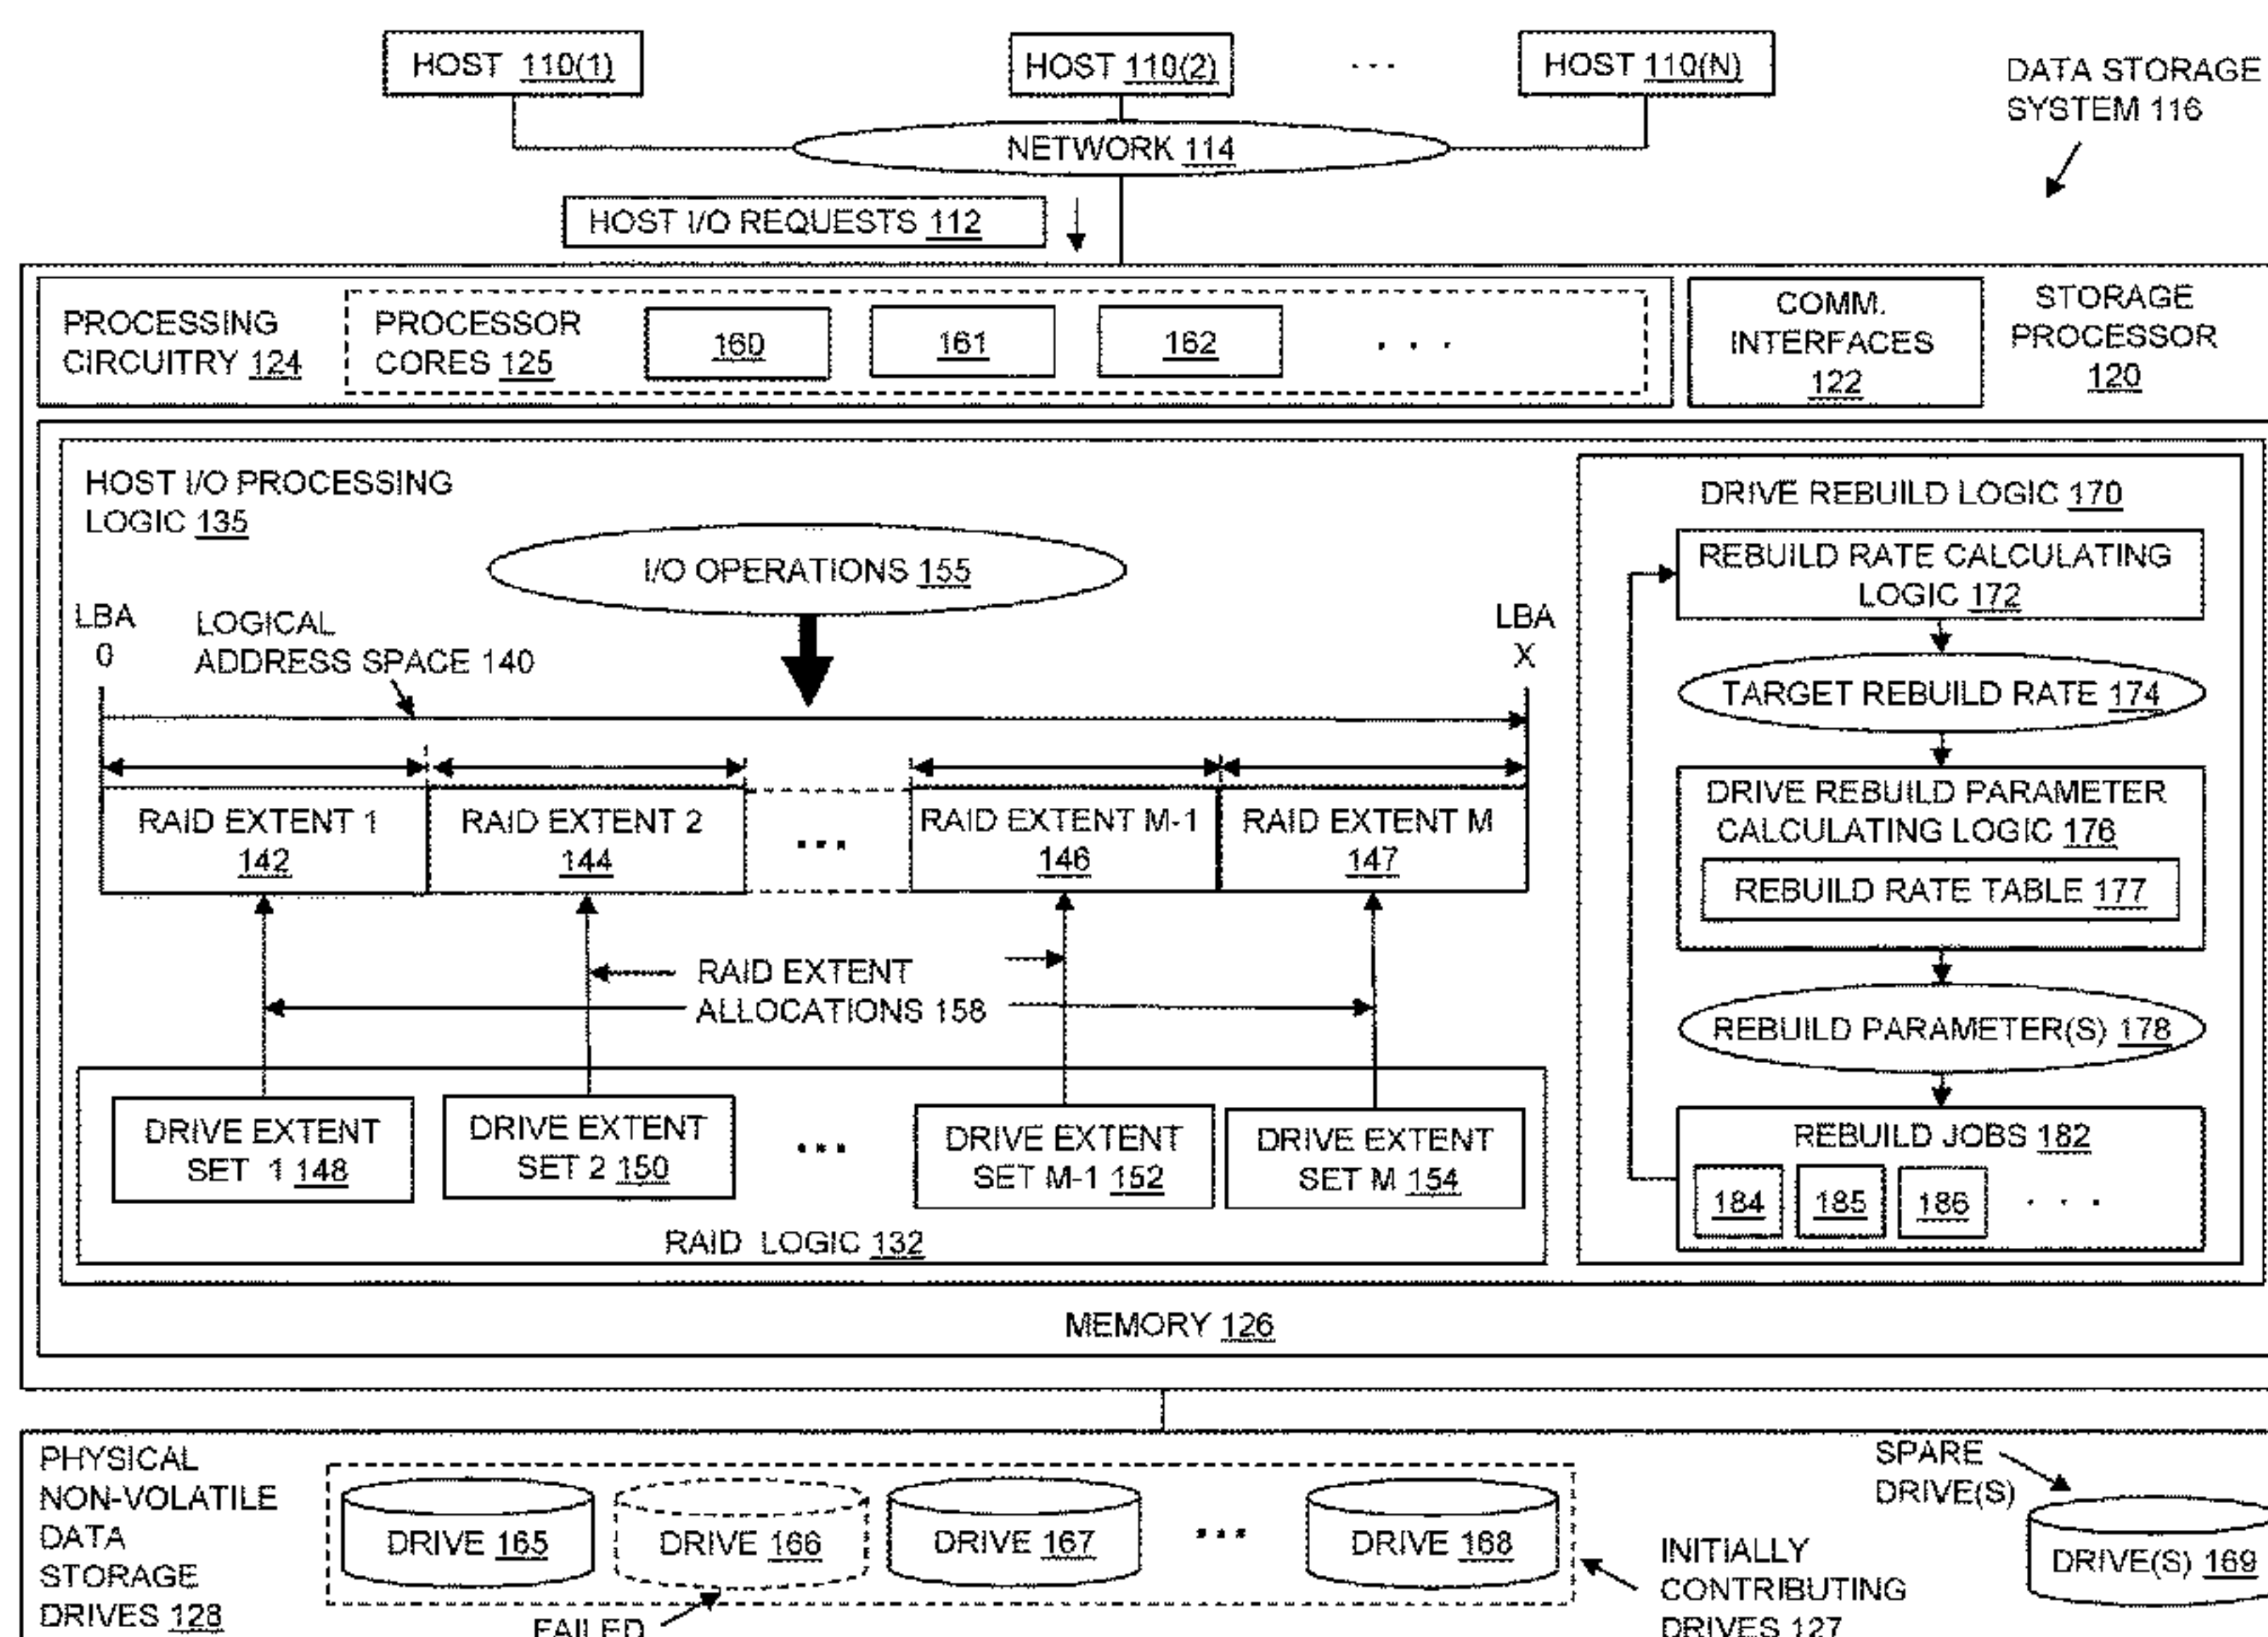 HOST 110(1)
HOST 110(2)
. . .
HOST 110(N)
DATA STORAGE
SYSTEM 116
NETWORK 114
HOST I/O REQUESTS 112
PROCESSING
CIRCUITRY 124
PROCESSOR
CORES 125
160
161
162
. . .
COMM.
INTERFACES
122
STORAGE
PROCESSOR
120
HOST I/O PROCESSING
LOGIC 135
I/O OPERATIONS 155
LBA
0
LOGICAL
ADDRESS SPACE 140
LBA
X
RAID EXTENT 1
142
RAID EXTENT 2
144
...
RAID EXTENT M-1
146
RAID EXTENT M
147
RAID EXTENT
ALLOCATIONS 158
DRIVE EXTENT
SET 1 148
DRIVE EXTENT
SET 2 150
...
DRIVE EXTENT
SET M-1 152
DRIVE EXTENT
SET M 154
RAID LOGIC 132
DRIVE REBUILD LOGIC 170
REBUILD RATE CALCULATING
LOGIC 172
TARGET REBUILD RATE 174
DRIVE REBUILD PARAMETER
CALCULATING LOGIC 176
REBUILD RATE TABLE 177
REBUILD PARAMETER(S) 178
REBUILD JOBS 182
184
185
186
. . .
MEMORY 126
PHYSICAL
NON-VOLATILE
DATA
STORAGE
DRIVES 128
DRIVE 165
DRIVE 166
DRIVE 167
...
DRIVE 168
FAILED
INITIALLY
CONTRIBUTING
DRIVES 127
SPARE
DRIVE(S)
DRIVE(S) 169